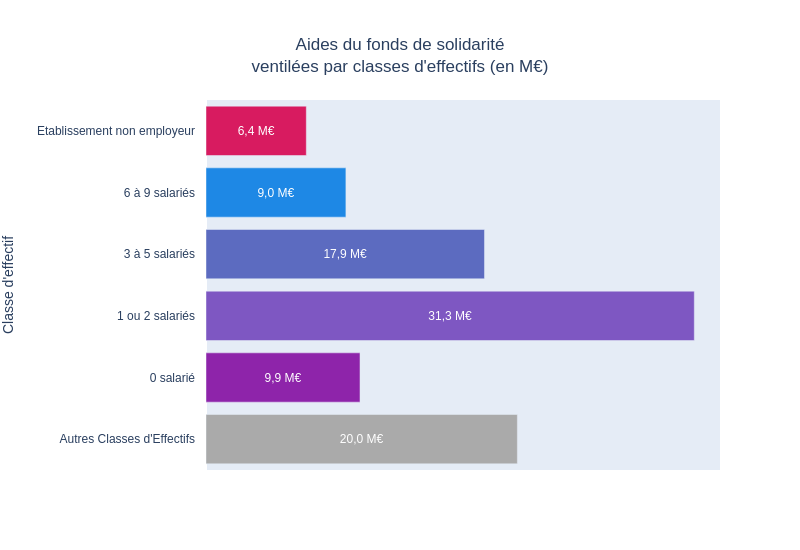 Aides du fonds de solidarité
ventilées par classes d'effectifs (en M€)
Classe d'effectif
Etablissement non employeur
6,4 M€
6 à 9 salariés
9,0 M€
3 à 5 salariés
17,9 M€
1 ou 2 salariés
31,3 M€
0 salarié
9,9 M€
Autres Classes d'Effectifs
20,0 M€